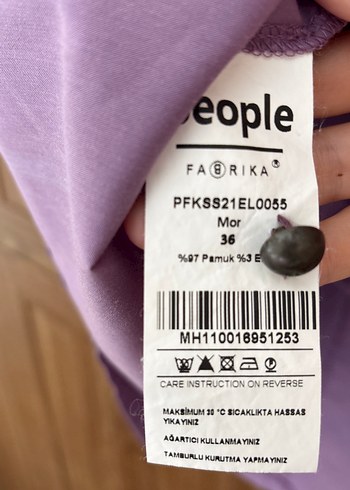 People
FABRIKA
PFKSS21EL0055
Mor
36
%97 Pamuk %3 E
MH110016951253
CARE INSTRUCTION ON REVERSE
MAKSİMUM 30 °C SICAKLIKTA HASSAS
YIKAYINIZ
AĞARTICI KULLANMAYINIZ
TAMBURLU KURUTMA YAPMAYINIZ